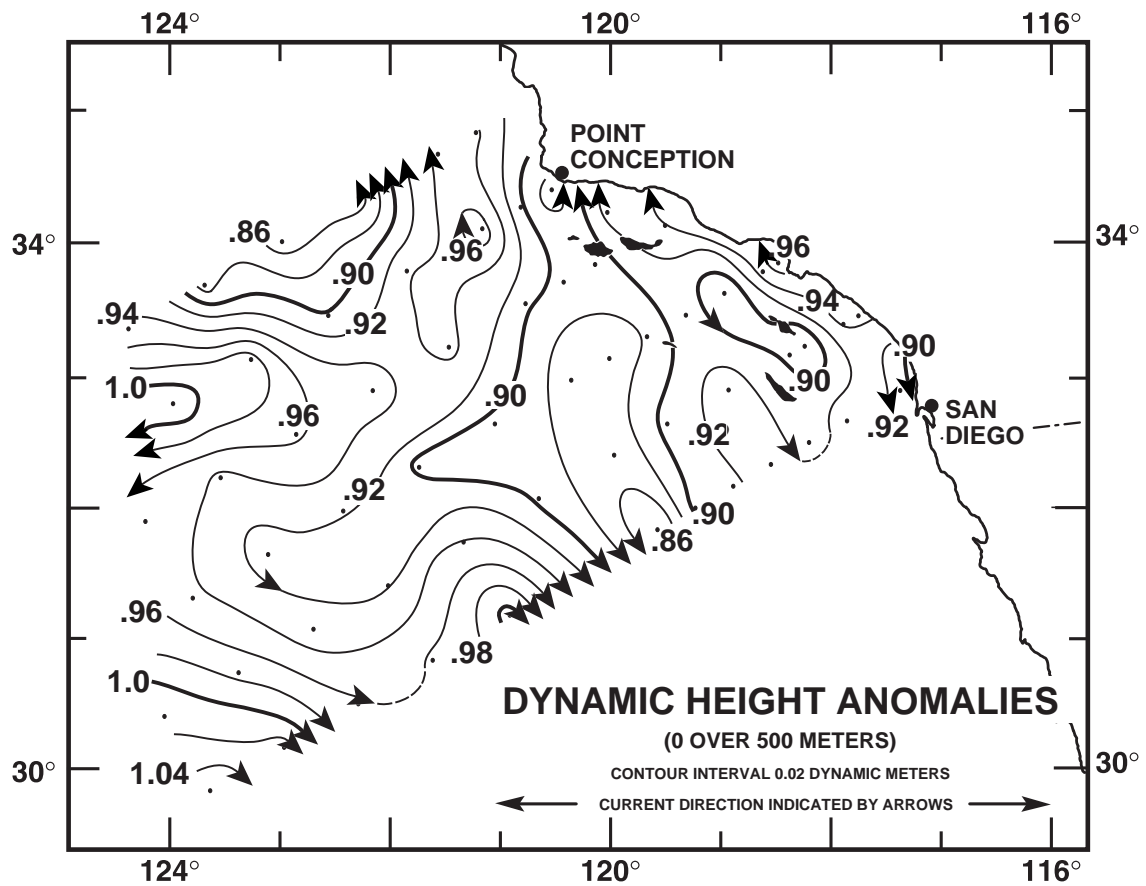 124° 120° 116°
POINT
CONCEPTION
34° .86 .96 .96 34°
.90
.94 .92 .94
.90
1.0 .90 .90
.96 .92 .92 SAN
DIEGO
.92
.90
.86
.96
.98
1.0
DYNAMIC HEIGHT ANOMALIES
(0 OVER 500 METERS)
30° 1.04 CONTOUR INTERVAL 0.02 DYNAMIC METERS 30°
CURRENT DIRECTION INDICATED BY ARROWS
124° 120° 116°